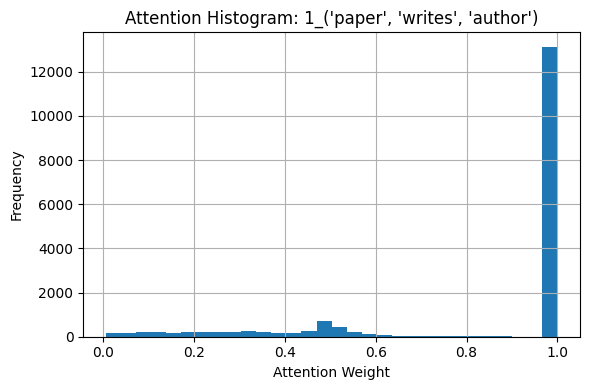 Attention Histogram: 1_('paper', 'writes', 'author')
12000
10000
8000
6000
4000
2000
0
Frequency
0.0 0.2 0.4 0.6 0.8 1.0
Attention Weight